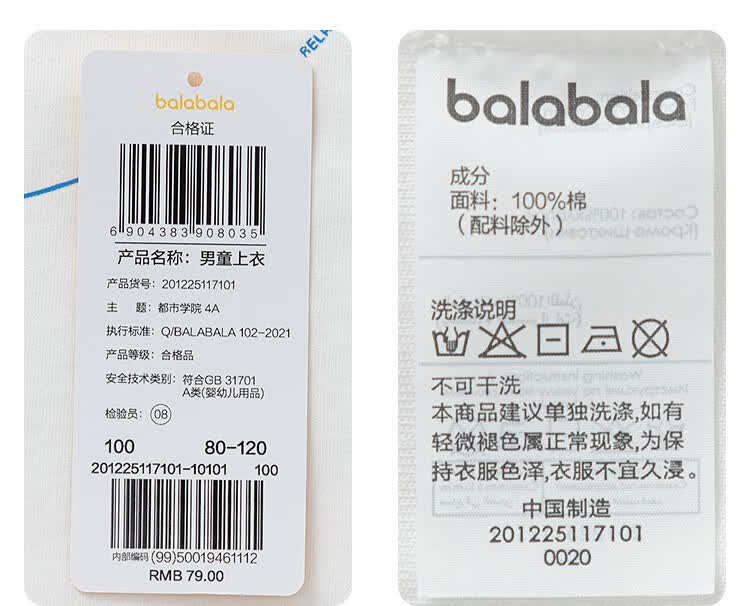 RELA
balabala
合格证
6 904383 908035
产品名称：男童上衣
产品货号：201225117101
主 题：都市学院 4A
执行标准：Q/BALABALA 102-2021
产品等级：合格品
安全技术类别：符合GB 31701
A类(婴幼儿用品)
检验员：08
100 80-120
201225117101-10101 100
内部编码 (99)50019461112
RMB 79.00
balabala
成分
面料：100%棉
（配料除外）
洗涤说明
不可干洗
本商品建议单独洗涤,如有
轻微褪色属正常现象,为保
持衣服色泽,衣服不宜久浸。
中国制造
201225117101
0020